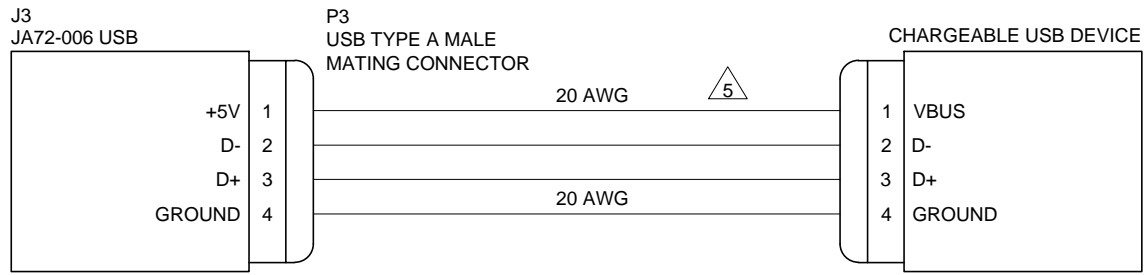 J3
JA72-006 USB
P3
USB TYPE A MALE
MATING CONNECTOR
CHARGEABLE USB DEVICE
+5V 1 20 AWG 5 1 VBUS
D- 2 2 D-
D+ 3 3 D+
GROUND 4 20 AWG 4 GROUND